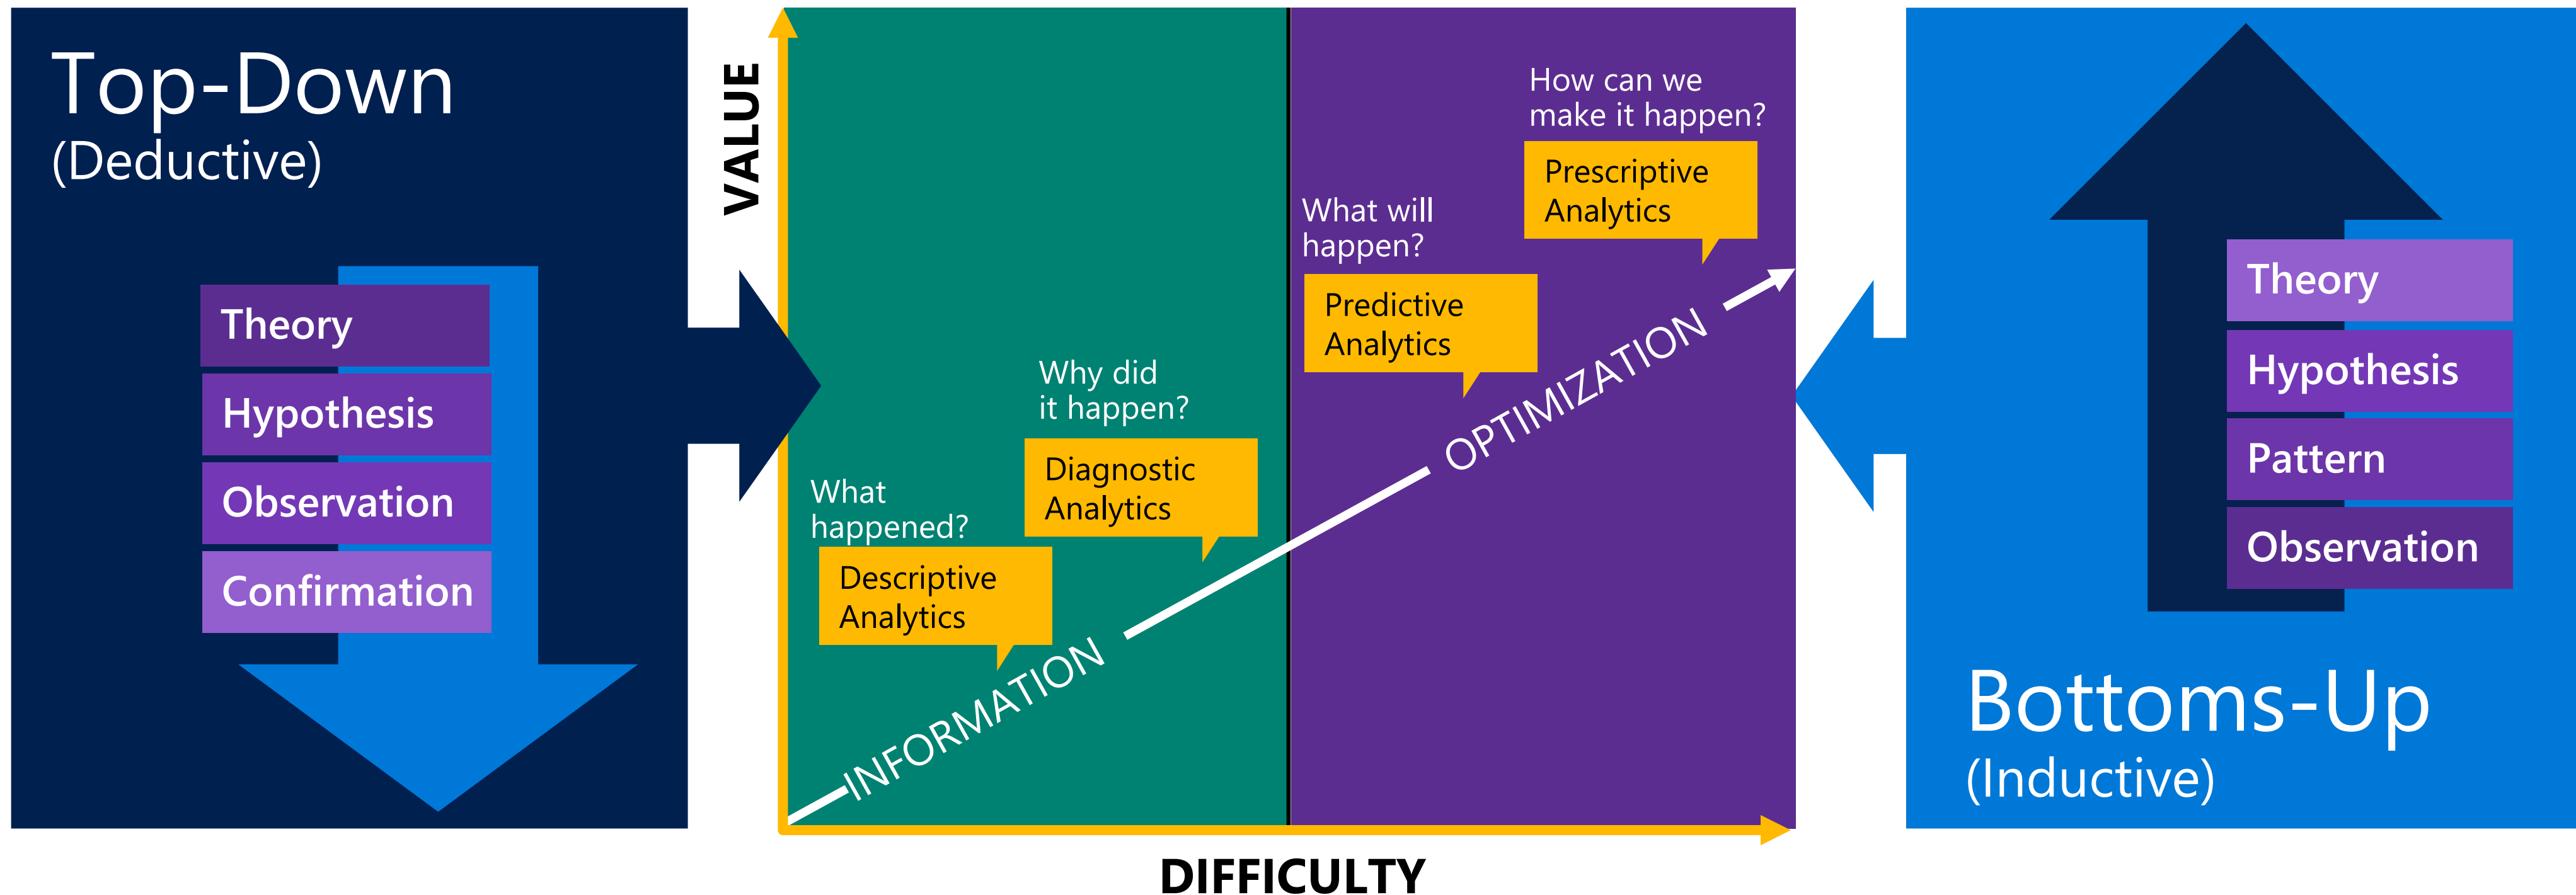 Top-Down
(Deductive)
Theory
Hypothesis
Observation
Confirmation
VALUE
What
happened?
Descriptive
Analytics
Why did
it happen?
Diagnostic
Analytics
What will
happen?
Predictive
Analytics
How can we
make it happen?
Prescriptive
Analytics
INFORMATION
OPTIMIZATION
DIFFICULTY
Theory
Hypothesis
Pattern
Observation
Bottoms-Up
(Inductive)